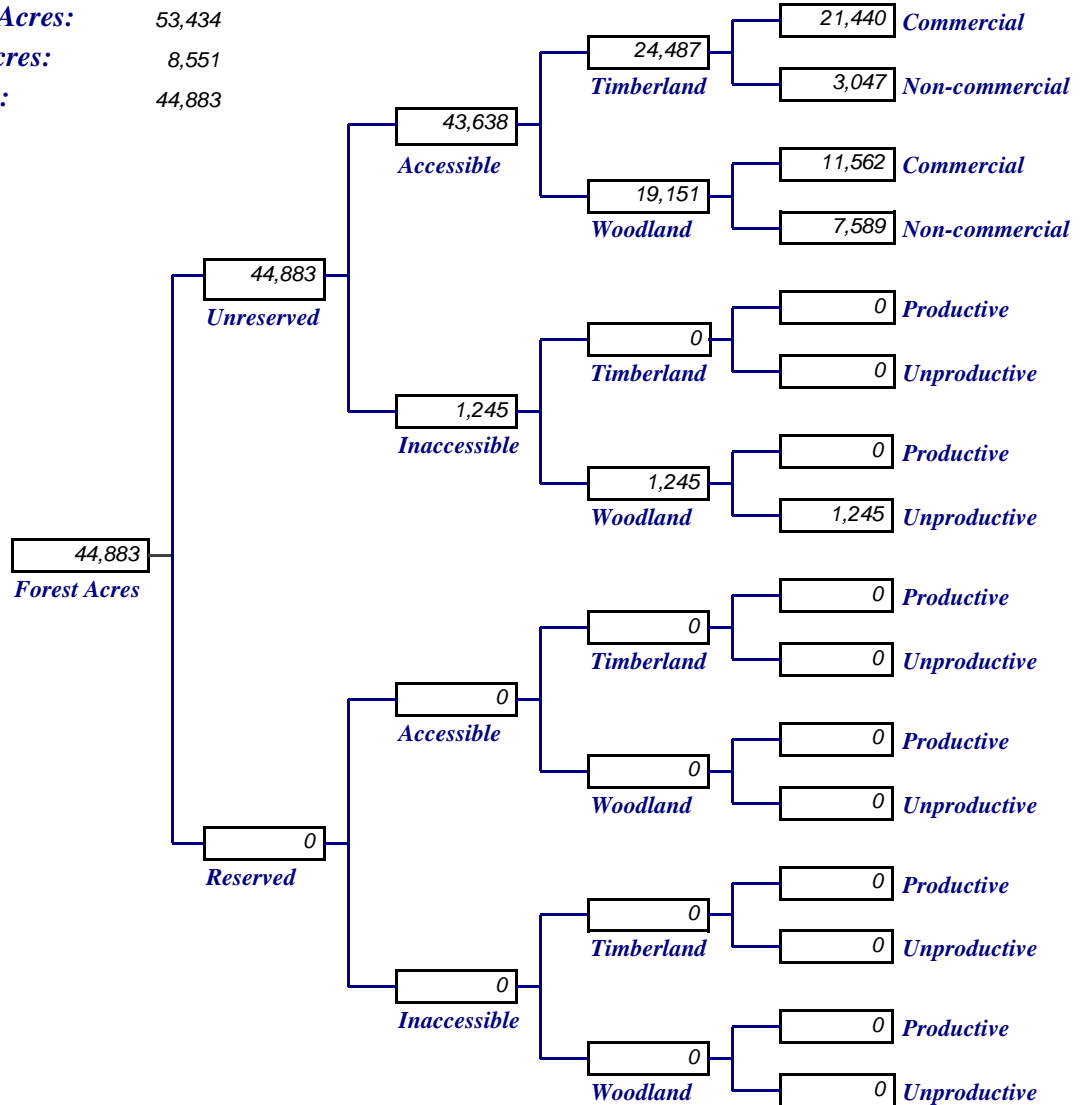 Acres: 53,434
cres: 8,551
: 44,883
21,440 Commercial
24,487
Timberland
3,047 Non-commercial
43,638
Accessible
11,562 Commercial
19,151
Woodland
7,589 Non-commercial
44,883
Unreserved
0 Productive
0
Timberland
0 Unproductive
1,245
Inaccessible
0 Productive
1,245
Woodland
1,245 Unproductive
44,883
Forest Acres
0 Productive
0
Timberland
0 Unproductive
0
Accessible
0 Productive
0
Woodland
0 Unproductive
0
Reserved
0 Productive
0
Timberland
0 Unproductive
0
Inaccessible
0 Productive
0
Woodland
0 Unproductive